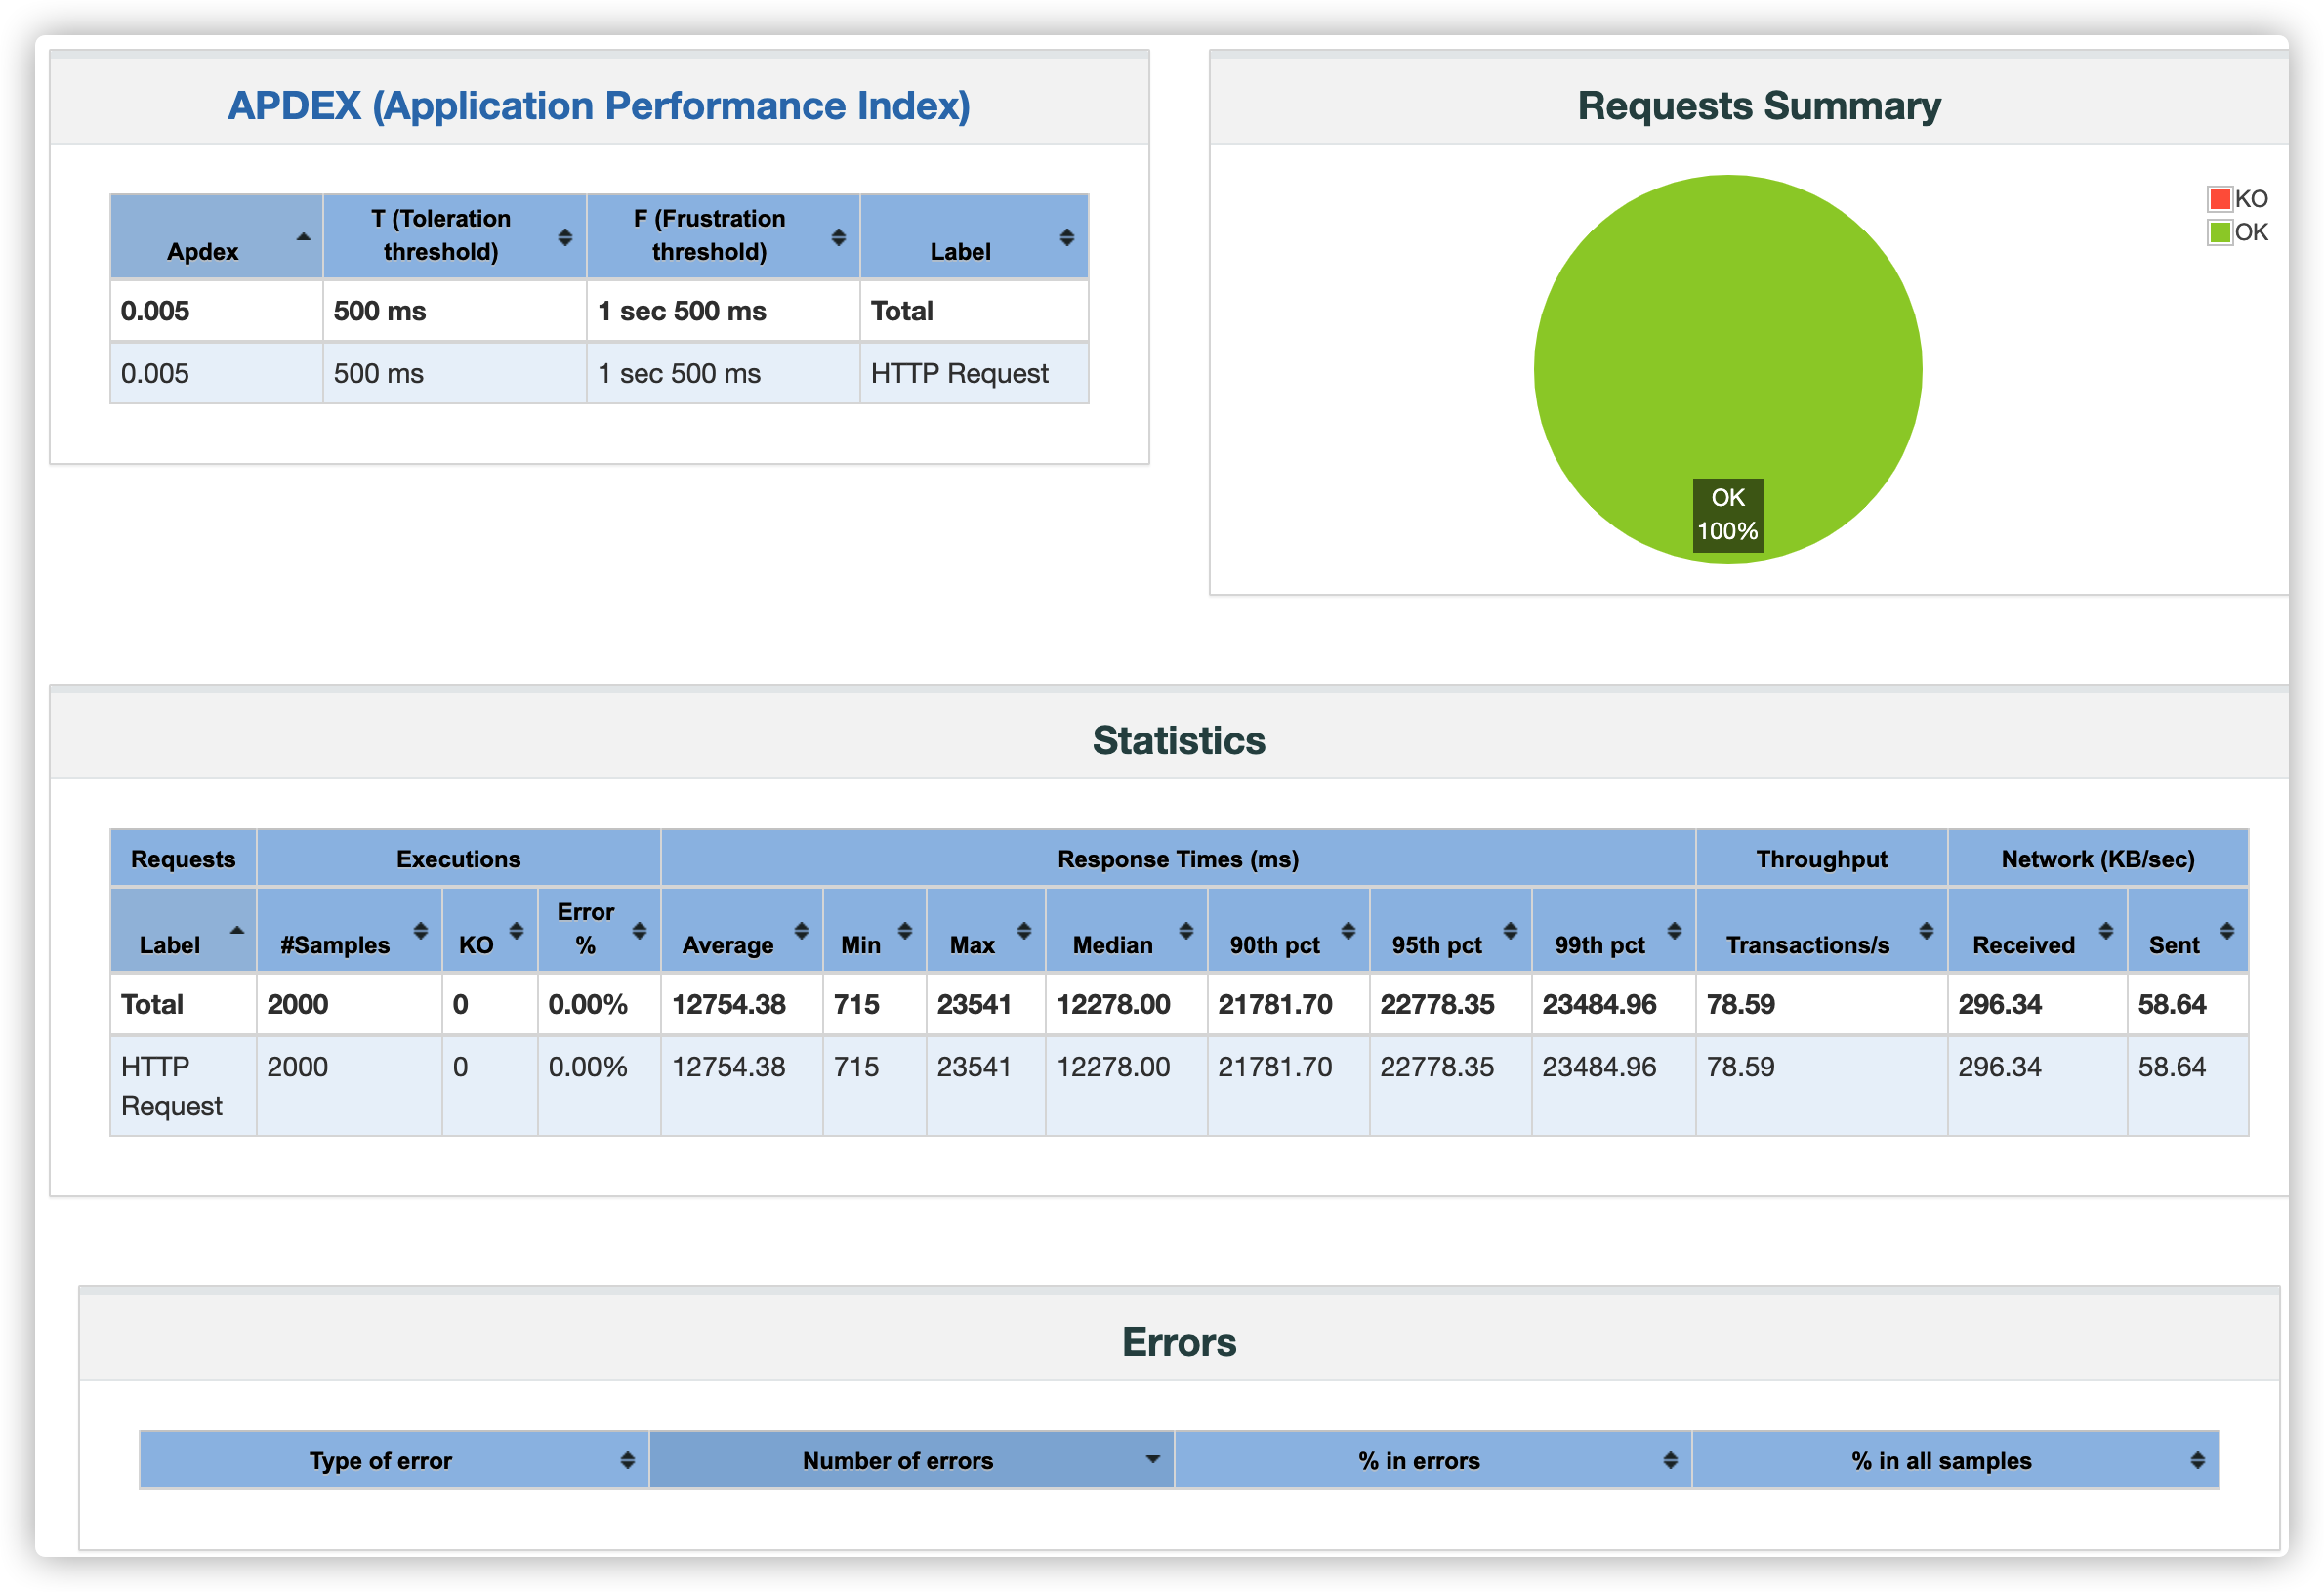 APDEX (Application Performance Index)
Apdex
T (Toleration
threshold)
F (Frustration
threshold)
Label
0.005 500 ms 1 sec 500 ms Total
0.005 500 ms 1 sec 500 ms HTTP Request
Requests Summary
KO
OK
OK
100%
Statistics
Requests Executions Response Times (ms) Throughput Network (KB/sec)
Label #Samples KO
Error
%
Average Min Max Median 90th pct 95th pct 99th pct Transactions/s Received Sent
Total 2000 0 0.00% 12754.38 715 23541 12278.00 21781.70 22778.35 23484.96 78.59 296.34 58.64
HTTP
Request
2000 0 0.00% 12754.38 715 23541 12278.00 21781.70 22778.35 23484.96 78.59 296.34 58.64
Errors
Type of error Number of errors % in errors % in all samples